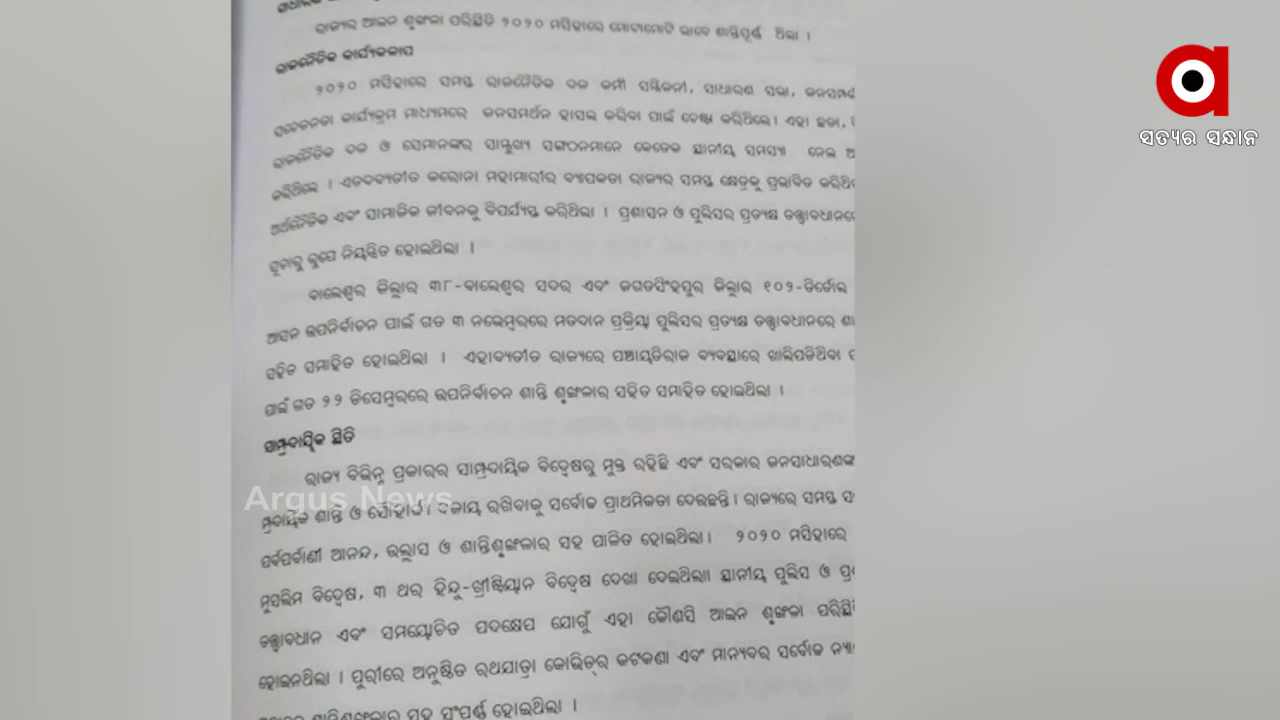 ରାଜ୍ୟର ଆଇନ ଶୃଙ୍ଖଳା ପରିସ୍ଥିତି ୨୦୨୦ ମସିହାରେ ମୋଟାମୋଟି ଭାବେ ଶାନ୍ତିପୂର୍ଣ୍ଣ ଥିଲା ।
ରାଜନୈତିକ କାର୍ଯ୍ୟକଳାପ
୨୦୨୦ ମସିହାରେ ସମସ୍ତ ରାଜନୈତିକ ଦଳ କର୍ମୀ ସମ୍ମିଳନୀ, ସାଧାରଣ ସଭା, ଜନସମ୍ପର୍କ
ସଚେତନତା କାର୍ଯ୍ୟକ୍ରମ ମାଧ୍ୟମରେ ଜନସମର୍ଥନ ହାସଲ କରିବା ପାଇଁ ଚେଷ୍ଟା କରିଥିଲେ। ଏହା ଛଡା,
ରାଜନୈତିକ ଦଳ ଓ ସେମାନଙ୍କର ସାମୁଖ୍ୟ ସଙ୍ଗଠନମାନେ କେତେକ ସ୍ଥାନୀୟ ସମସ୍ୟା ନେଇ
କରିଥିଲେ । ଏତଦବ୍ୟତୀତ କରୋନା ମହାମାରୀର ବ୍ୟାପକତା ରାଜ୍ୟର ସମସ୍ତ କ୍ଷେତ୍ରକୁ ପ୍ରଭାବିତ
ଅର୍ଥନୈତିକ ଏବଂ ସାମାଜିକ ଜୀବନକୁ ବିପର୍ଯ୍ୟସ୍ତ କରିଥିଲା । ପ୍ରଶାସନ ଓ ପୁଲିସର ପ୍ରତ୍ୟକ୍ଷ
ରୂପେ ନିୟନ୍ତ୍ରିତ ହୋଇଥିଲା ।
ବାଲେଶ୍ୱର ଜିଲ୍ଲାର ୩୮-ବାଲେଶ୍ୱର ସଦର ଏବଂ ଜଗତସିଂହପୁର ଜିଲ୍ଲାର ୧୦୨-ତିର୍ତୋଲ
ଆସନ ଉପନିର୍ବାଚନ ପାଇଁ ଗତ ୩ ନଭେମ୍ବରରେ ମତଦାନ ପ୍ରକ୍ରିୟା ପୁଲିସର ପ୍ରତ୍ୟକ୍ଷ ତତ୍ତ୍ୱାବଧାନରେ
ସହିତ ସମାହିତ ହୋଇଥିଲା । ଏହାବ୍ୟତୀତ ରାଜ୍ୟରେ ପଞ୍ଚାୟତିରାଜ ବ୍ୟବସ୍ଥାରେ ଖାଲିପଡିଥିବା
ପାଇଁ ଗତ ୨୨ ଡିସେମ୍ବରରେ ଉପନିର୍ବାଚନ ଶାନ୍ତି ଶୃଙ୍ଖଳାର ସହିତ ସମାହିତ ହୋଇଥିଲା ।
ସାମ୍ପ୍ରଦାୟିକ ସ୍ଥିତି
ରାଜ୍ୟ ବିଭିନ୍ନ ପ୍ରକାରର ସାମ୍ପ୍ରଦାୟିକ ବିଦ୍ୱେଷରୁ ମୁକ୍ତ ରହିଛି ଏବଂ ସରକାର ଜନସାଧାରଣଙ୍କ
ଶାନ୍ତି ଓ ସୌହାର୍ଦ୍ଦ୍ୟ ବଜାୟ ରଖିବାକୁ ସର୍ବୋଚ୍ଚ ପ୍ରାଥମିକତା ଦେଉଛନ୍ତି। ରାଜ୍ୟରେ ସମସ୍ତ
ପର୍ବପର୍ବାଣୀ ଆନନ୍ଦ, ଉଲ୍ଲାସ ଓ ଶାନ୍ତିଶୃଙ୍ଖଳାର ସହ ପାଳିତ ହୋଇଥିଲା। ୨୦୨୦ ମସିହାରେ
ମୁସଲିମ ବିଦ୍ୱେଷ, ୩ ଥର ହିନ୍ଦୁ-ଖ୍ରୀଷ୍ଟିୟାନ ବିଦ୍ୱେଷ ଦେଖା ଦେଇଥିଲା। ସ୍ଥାନୀୟ ପୁଲିସ ଓ
ତତ୍ତ୍ୱାବଧାନ ଏବଂ ସମୟୋଚିତ ପଦକ୍ଷେପ ଯୋଗୁଁ ଏହା କୌଣସି ଆଇନ ଶୃଙ୍ଖଳା
ହୋଇନଥିଲା । ପୁରୀରେ ଅନୁଷ୍ଠିତ ରଥଯାତ୍ରା କୋଭିଡ୍‌ର କଟକଣା ଏବଂ ମାନ୍ୟବର ସର୍ବୋଚ୍ଚ
ଶାନ୍ତିଶୃଙ୍ଖଳାର ସହ ସଂପୂର୍ଣ୍ଣ ହୋଇଥିଲା ।
Argus News
a
ସତ୍ୟର ସନ୍ଧାନ